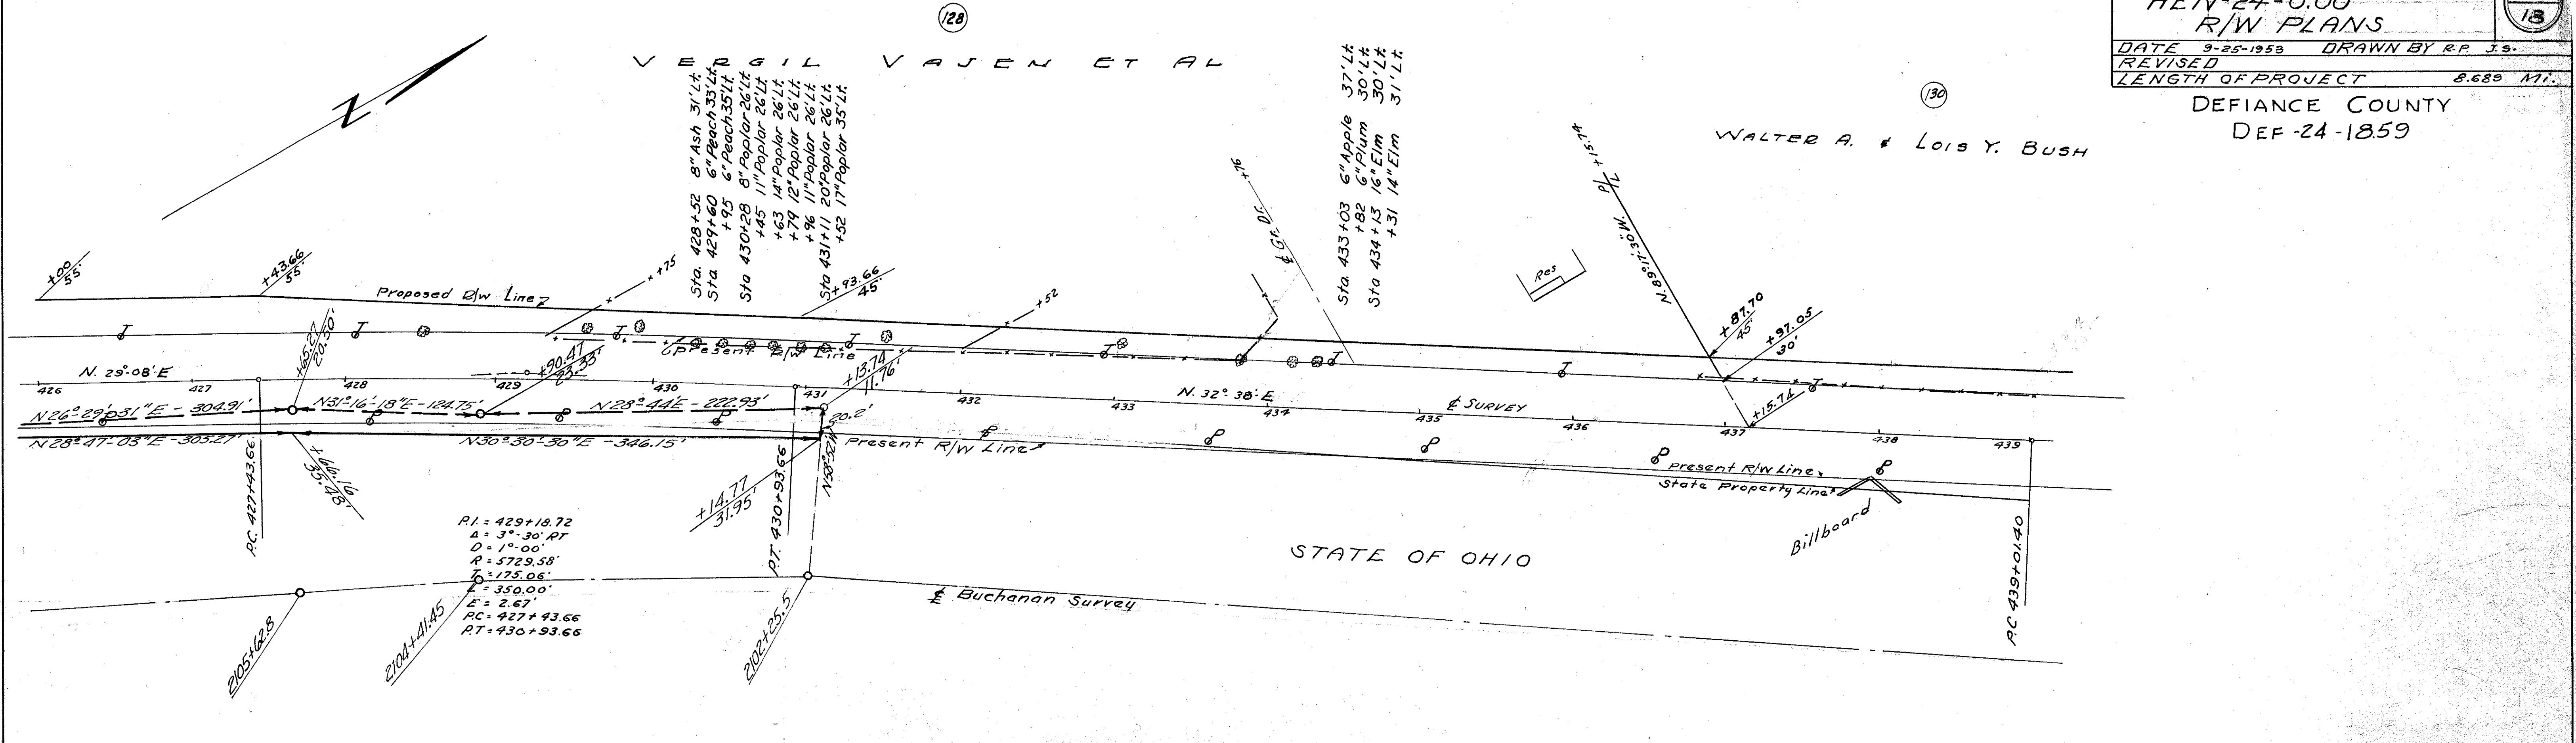 HEN-24-0.00
R/W PLANS
18
DATE 9-25-1953 DRAWN BY R.P. J.S.
REVISED
LENGTH OF PROJECT 8.689 Mi.
DEFIANCE COUNTY
DEF-24-18.59
128
VERGIL VAJEN ET AL
130
WALTER A. & LOIS Y. BUSH
N
Sta. 428+52 8" Ash 31' Lt.
Sta. 429+60 6" Peach 33' Lt.
+95 6" Peach 35' Lt.
Sta 430+28 8" Poplar 26' Lt.
+45 11" Poplar 26' Lt.
+63 14" Poplar 26' Lt.
+79 12" Poplar 26' Lt.
+96 11" Poplar 26' Lt.
Sta 431+11 20" Poplar 26' Lt.
+52 17" Poplar 35' Lt.
Sta. 433+03 6" Apple 37' Lt.
+82 6" Plum 30' Lt.
Sta 434+13 16" Elm 30' Lt.
+31 14" Elm 31' Lt.
+00
55'
+43.66
55'
Proposed R/W Line
+75
+93.66
45'
+52
+76
₵ Gr. Dr.
Res
P/L +15.74
N.89°17'30"W.
+87.70
45'
+97.05
30'
+65.27
20.50'
+90.47
23.33'
Present R/W Line
+13.74
11.76'
N. 29°-08' E
426
427
428
429
430
431
432
433
434
435
436
437
438
439
N. 32° 38' E
₵ SURVEY
+15.74
N26°29'31"E - 304.91'
N31°-16'-18"E - 124.75'
N28°44'E - 222.93'
20.2'
N28°-47'-03"E - 305.27'
N30°-30'-30"E - 346.15'
Present R/W Line
Present R/W Line
State Property Line
Billboard
P.C. 427+43.66
+66.16
35.48'
+14.77
31.95'
P.T. 430+93.66
P.C 439+01.40
P.I. = 429+18.72
Δ = 3°-30' RT
D = 1°-00'
R = 5729.58'
T = 175.06'
L = 350.00'
E = 2.67'
P.C = 427+43.66
P.T = 430+93.66
STATE OF OHIO
₵ Buchanan Survey
2105+62.8
2104+41.45
2102+25.5